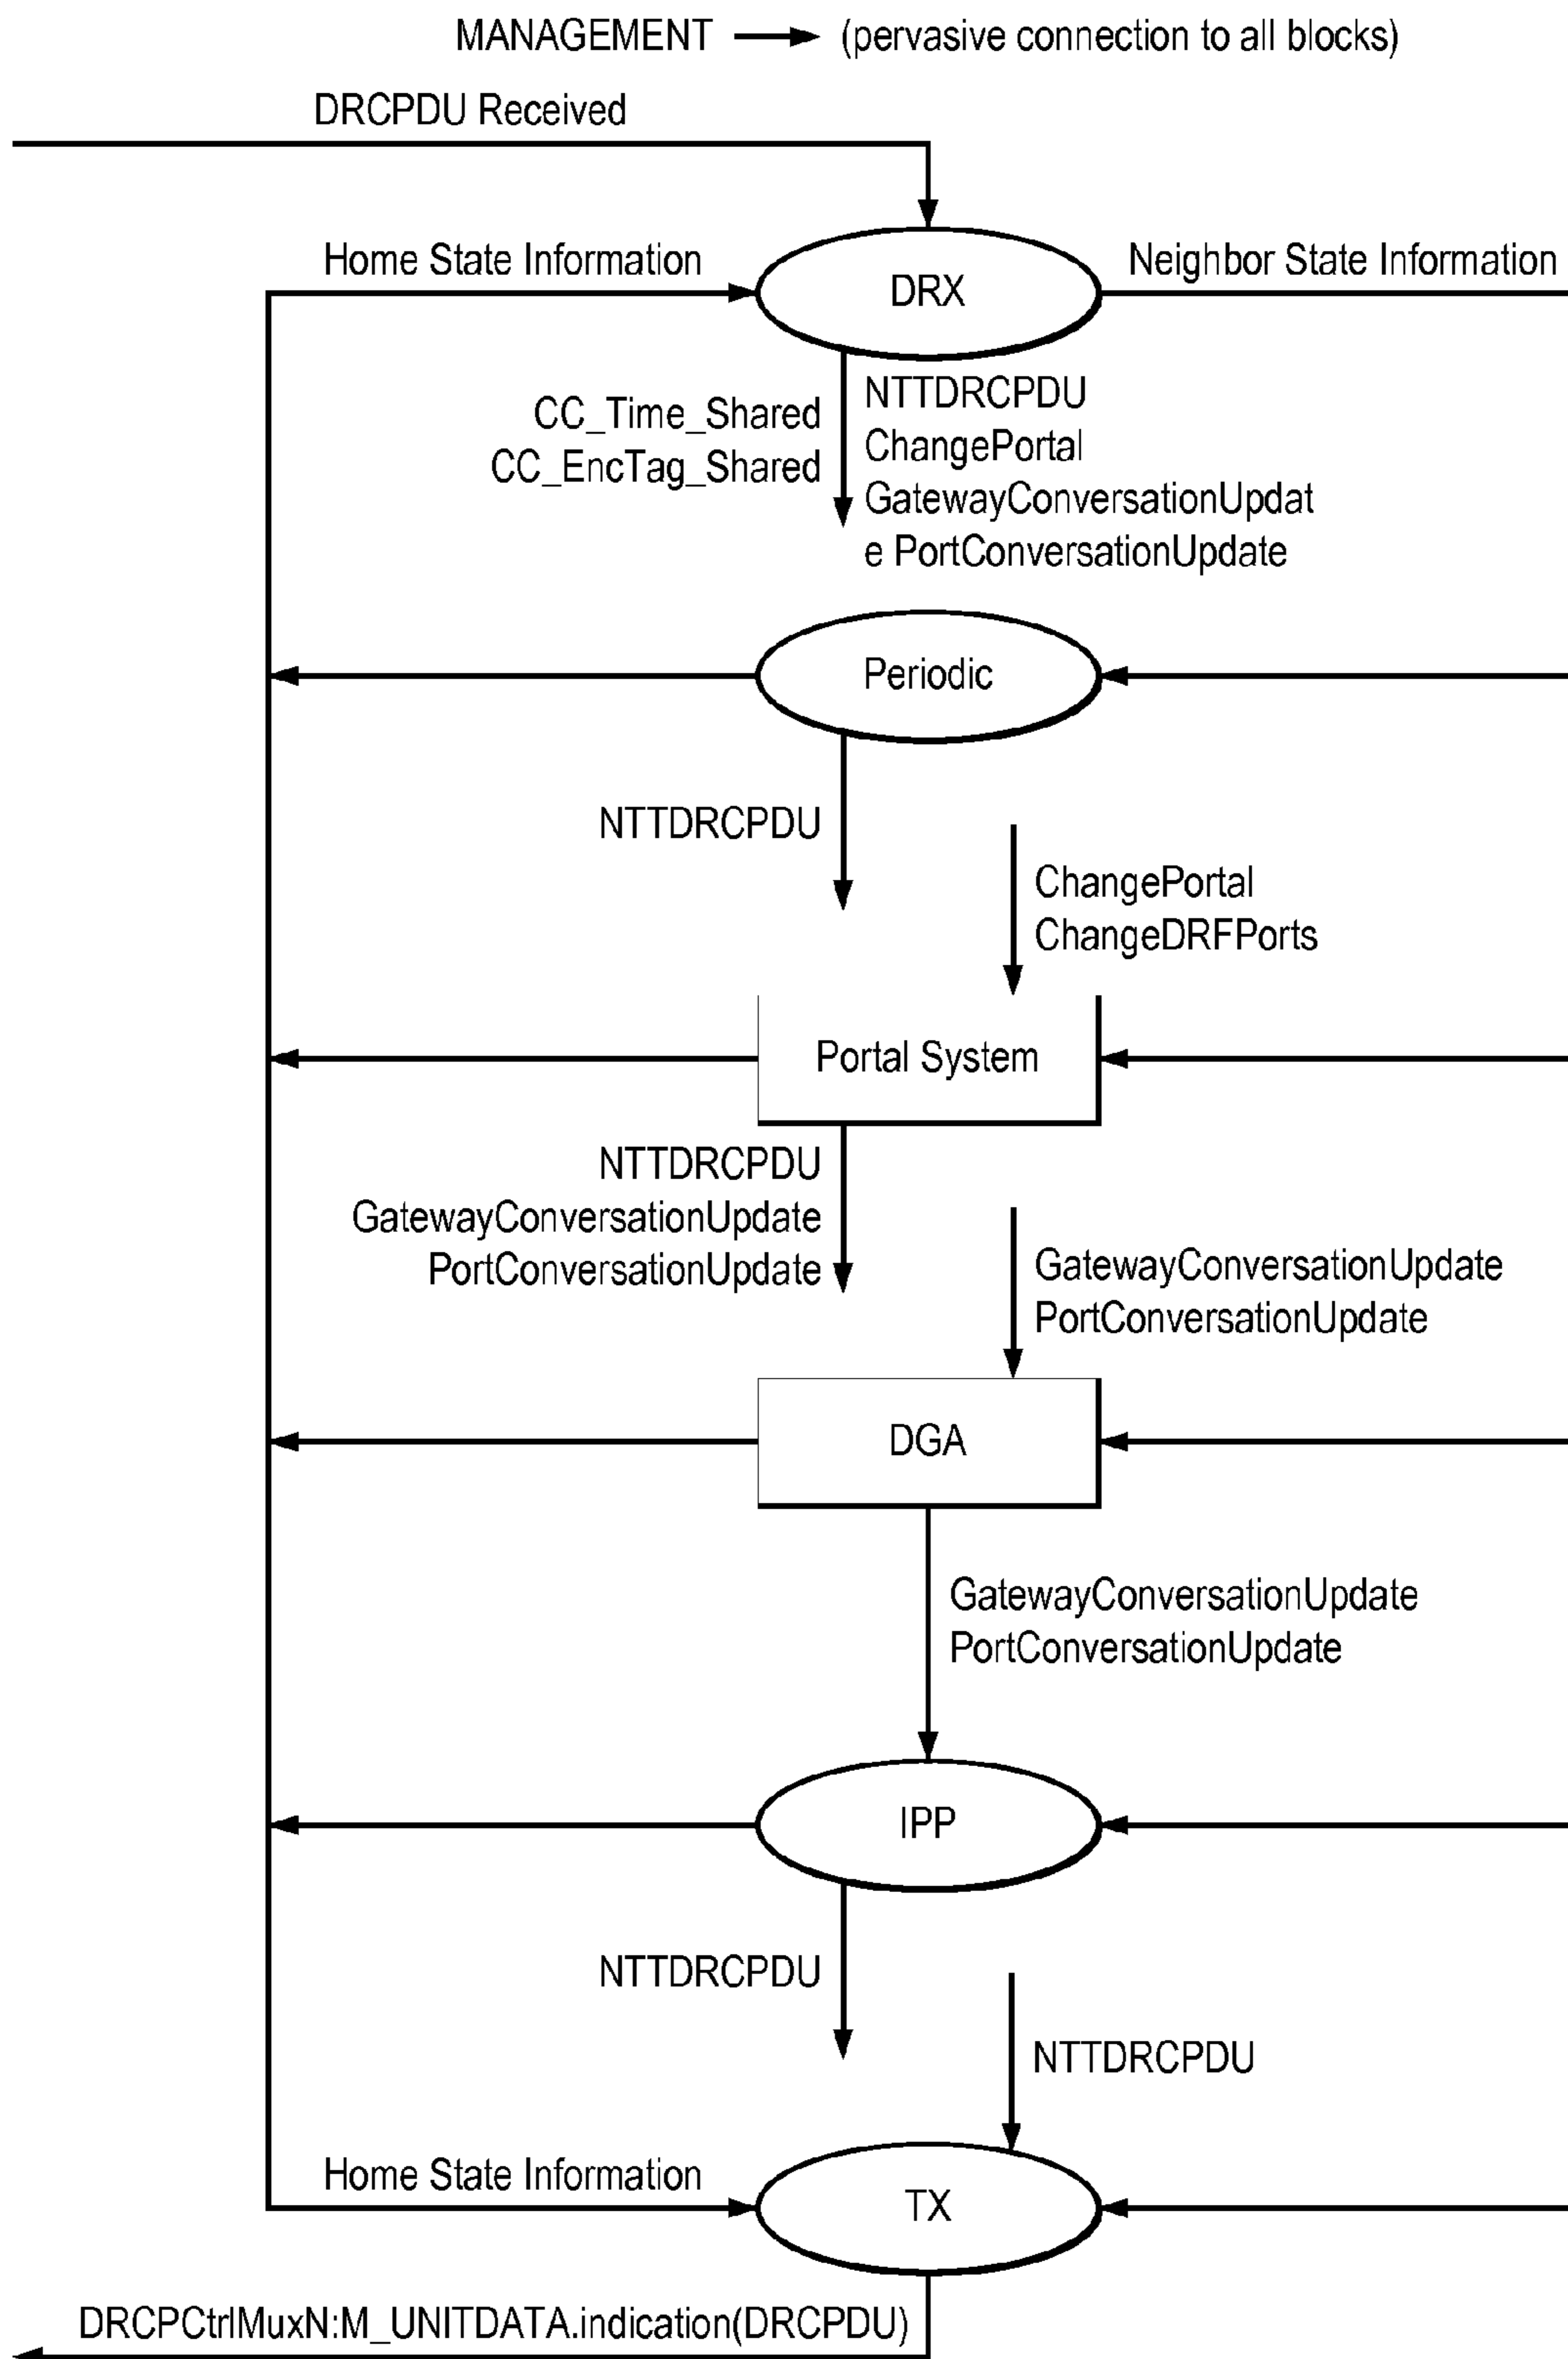 MANAGEMENT (pervasive connection to all blocks)
DRCPDU Received
Home State Information
DRX
Neighbor State Information
CC_Time_Shared
CC_EncTag_Shared
NTTDRCPDU
ChangePortal
GatewayConversationUpdat
e PortConversationUpdate
Periodic
NTTDRCPDU
ChangePortal
ChangeDRFPorts
Portal System
NTTDRCPDU
GatewayConversationUpdate
PortConversationUpdate
GatewayConversationUpdate
PortConversationUpdate
DGA
GatewayConversationUpdate
PortConversationUpdate
IPP
NTTDRCPDU
NTTDRCPDU
Home State Information
TX
DRCPCtrlMuxN:M_UNITDATA.indication(DRCPDU)